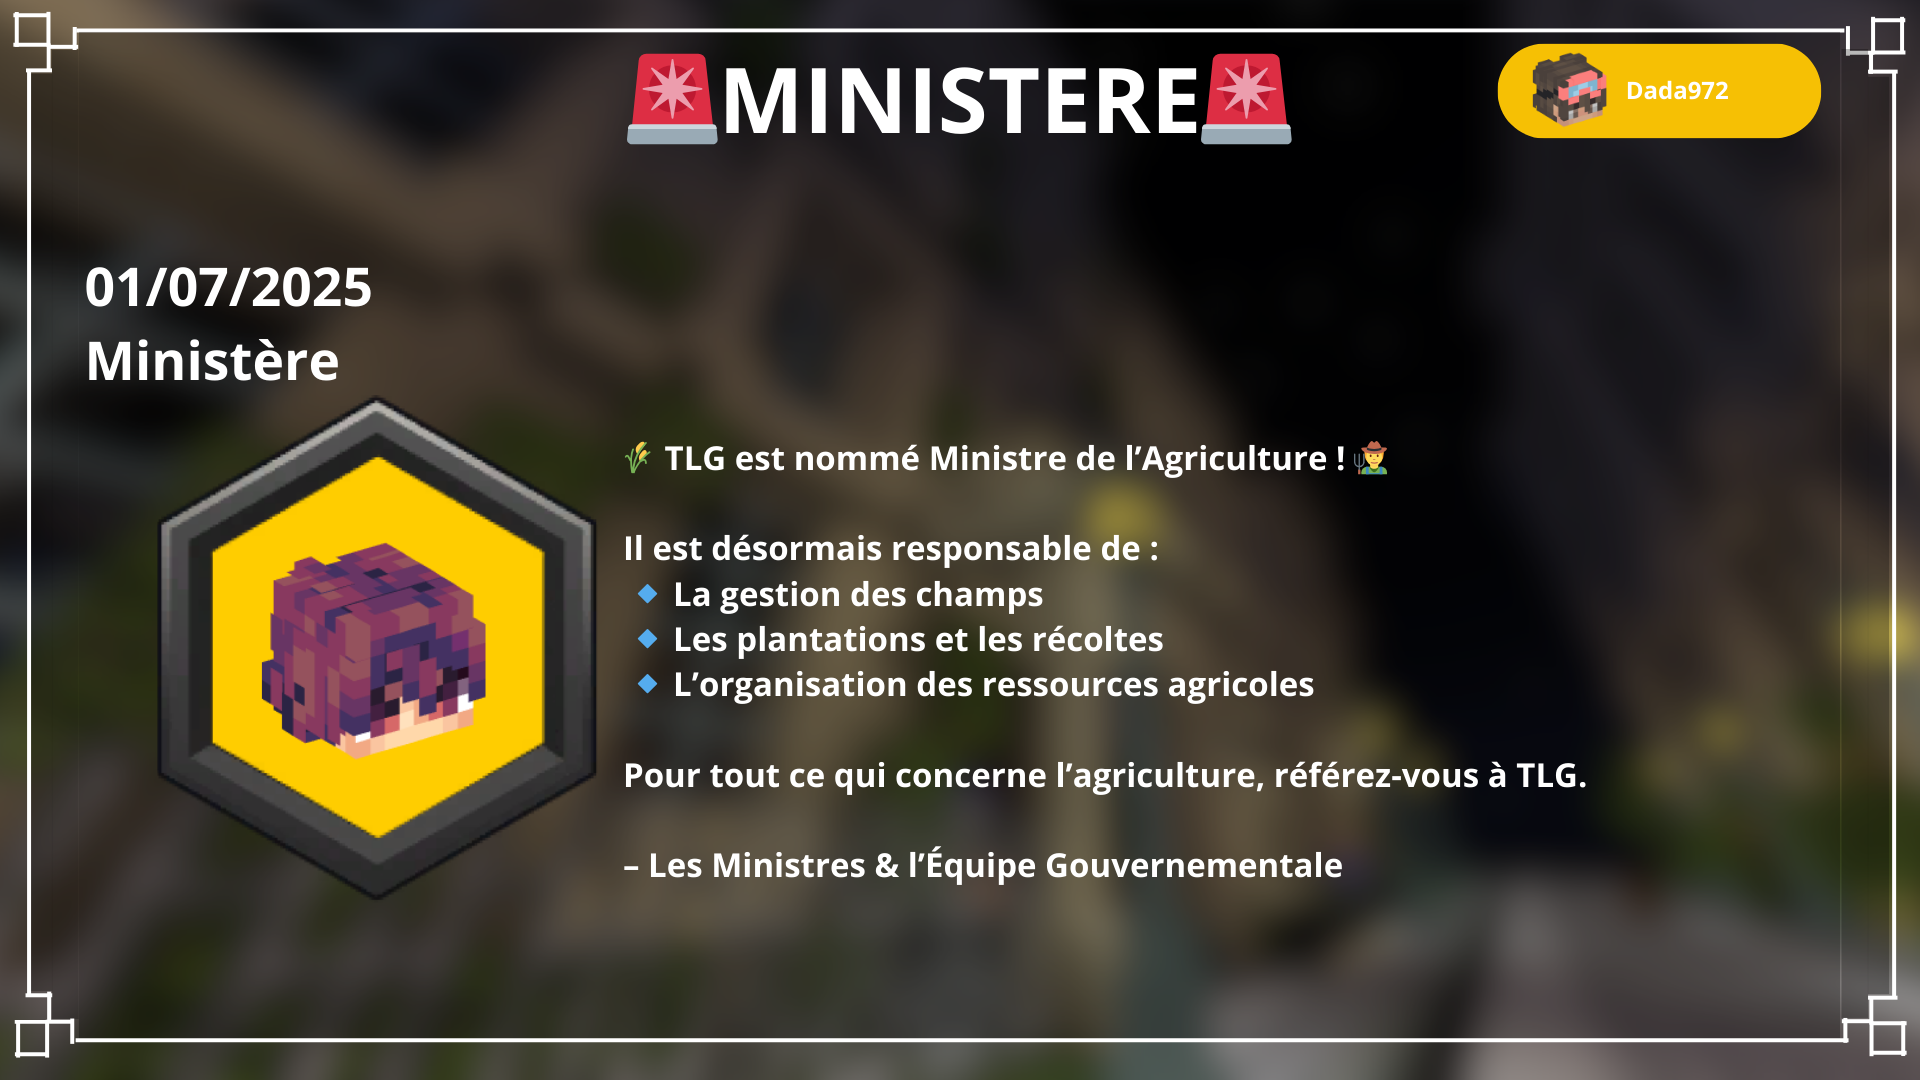 🚨MINISTERE🚨
Dada972
01/07/2025
Ministère
🌾 TLG est nommé Ministre de l’Agriculture ! 🧑‍🌾
Il est désormais responsable de :
🔹 La gestion des champs
🔹 Les plantations et les récoltes
🔹 L’organisation des ressources agricoles
Pour tout ce qui concerne l’agriculture, référez-vous à TLG.
– Les Ministres & l’Équipe Gouvernementale